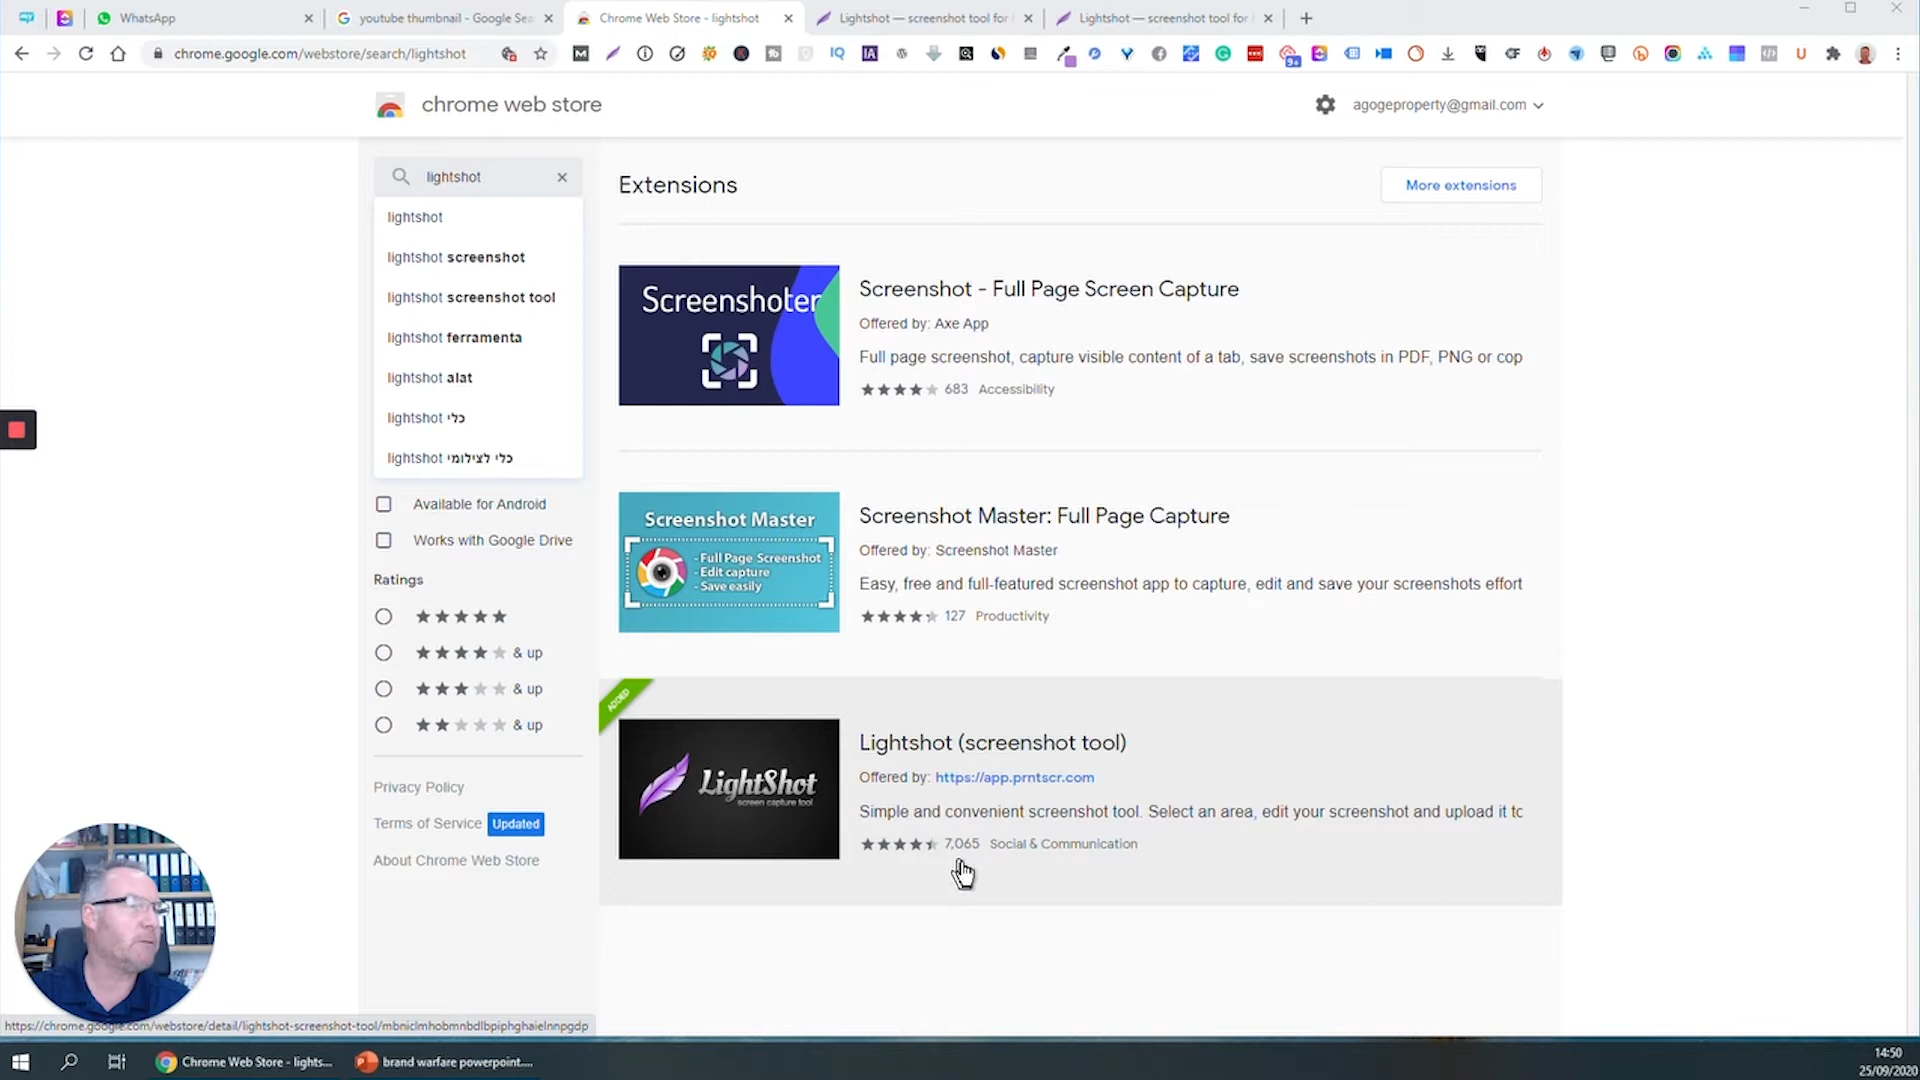 WhatsApp
youtube thumbnail - Google Sea
Chrome Web Store - lightshot
Lightshot — screenshot tool for
Lightshot — screenshot tool for
chrome.google.com/webstore/search/lightshot
IQ
IA
9+
chrome web store
agogeproperty@gmail.com
lightshot
lightshot
lightshot screenshot
lightshot screenshot tool
lightshot ferramenta
lightshot alat
lightshot כלי
lightshot כלי לצילומי
Available for Android
Works with Google Drive
Ratings
& up
& up
& up
Privacy Policy
Terms of Service Updated
About Chrome Web Store
Extensions
More extensions
Screenshoter
Screenshot - Full Page Screen Capture
Offered by: Axe App
Full page screenshot, capture visible content of a tab, save screenshots in PDF, PNG or cop
683 Accessibility
Screenshot Master
- Full Page Screenshot
- Edit capture
- Save easily
Screenshot Master: Full Page Capture
Offered by: Screenshot Master
Easy, free and full-featured screenshot app to capture, edit and save your screenshots effort
127 Productivity
ADDED
LightShot
screen capture tool
Lightshot (screenshot tool)
Offered by: https://app.prntscr.com
Simple and convenient screenshot tool. Select an area, edit your screenshot and upload it tc
7,065 Social & Communication
https://chrome.google.com/webstore/detail/lightshot-screenshot-tool/mbniclmhobmnbdlbpiphghaielnnpgdp
Chrome Web Store - lights...
brand warfare powerpoint....
14:50
25/09/2020